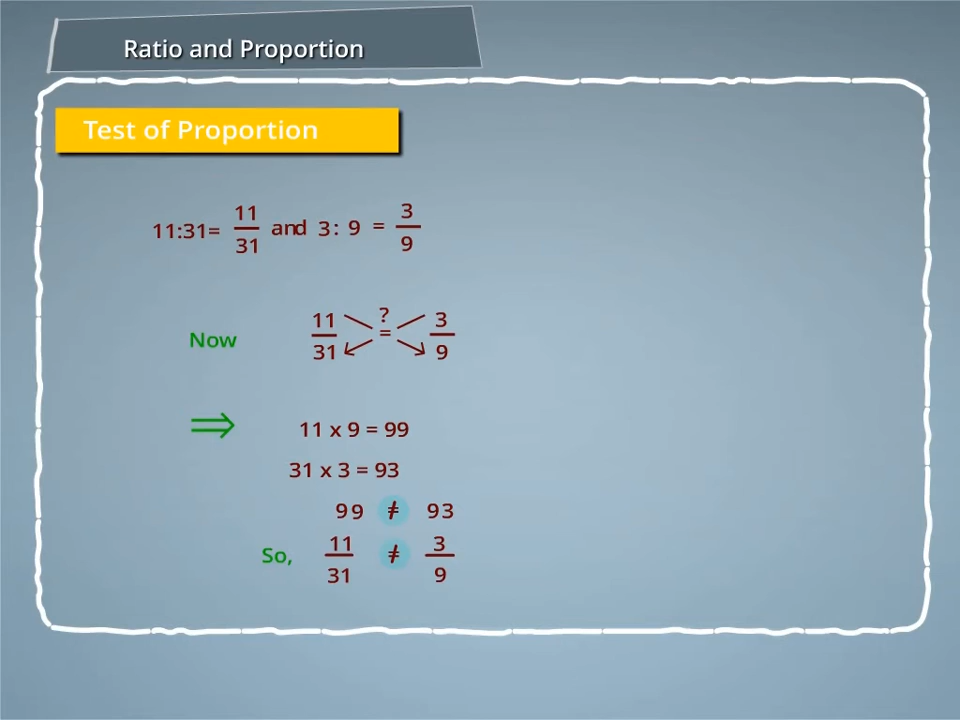 Ratio and Proportion
Test of Proportion
11:31= 11/31 and 3: 9 = 3/9
Now 11/31 ?= 3/9
⇒ 11 x 9 = 99
31 x 3 = 93
99 ≠ 93
So, 11/31 ≠ 3/9